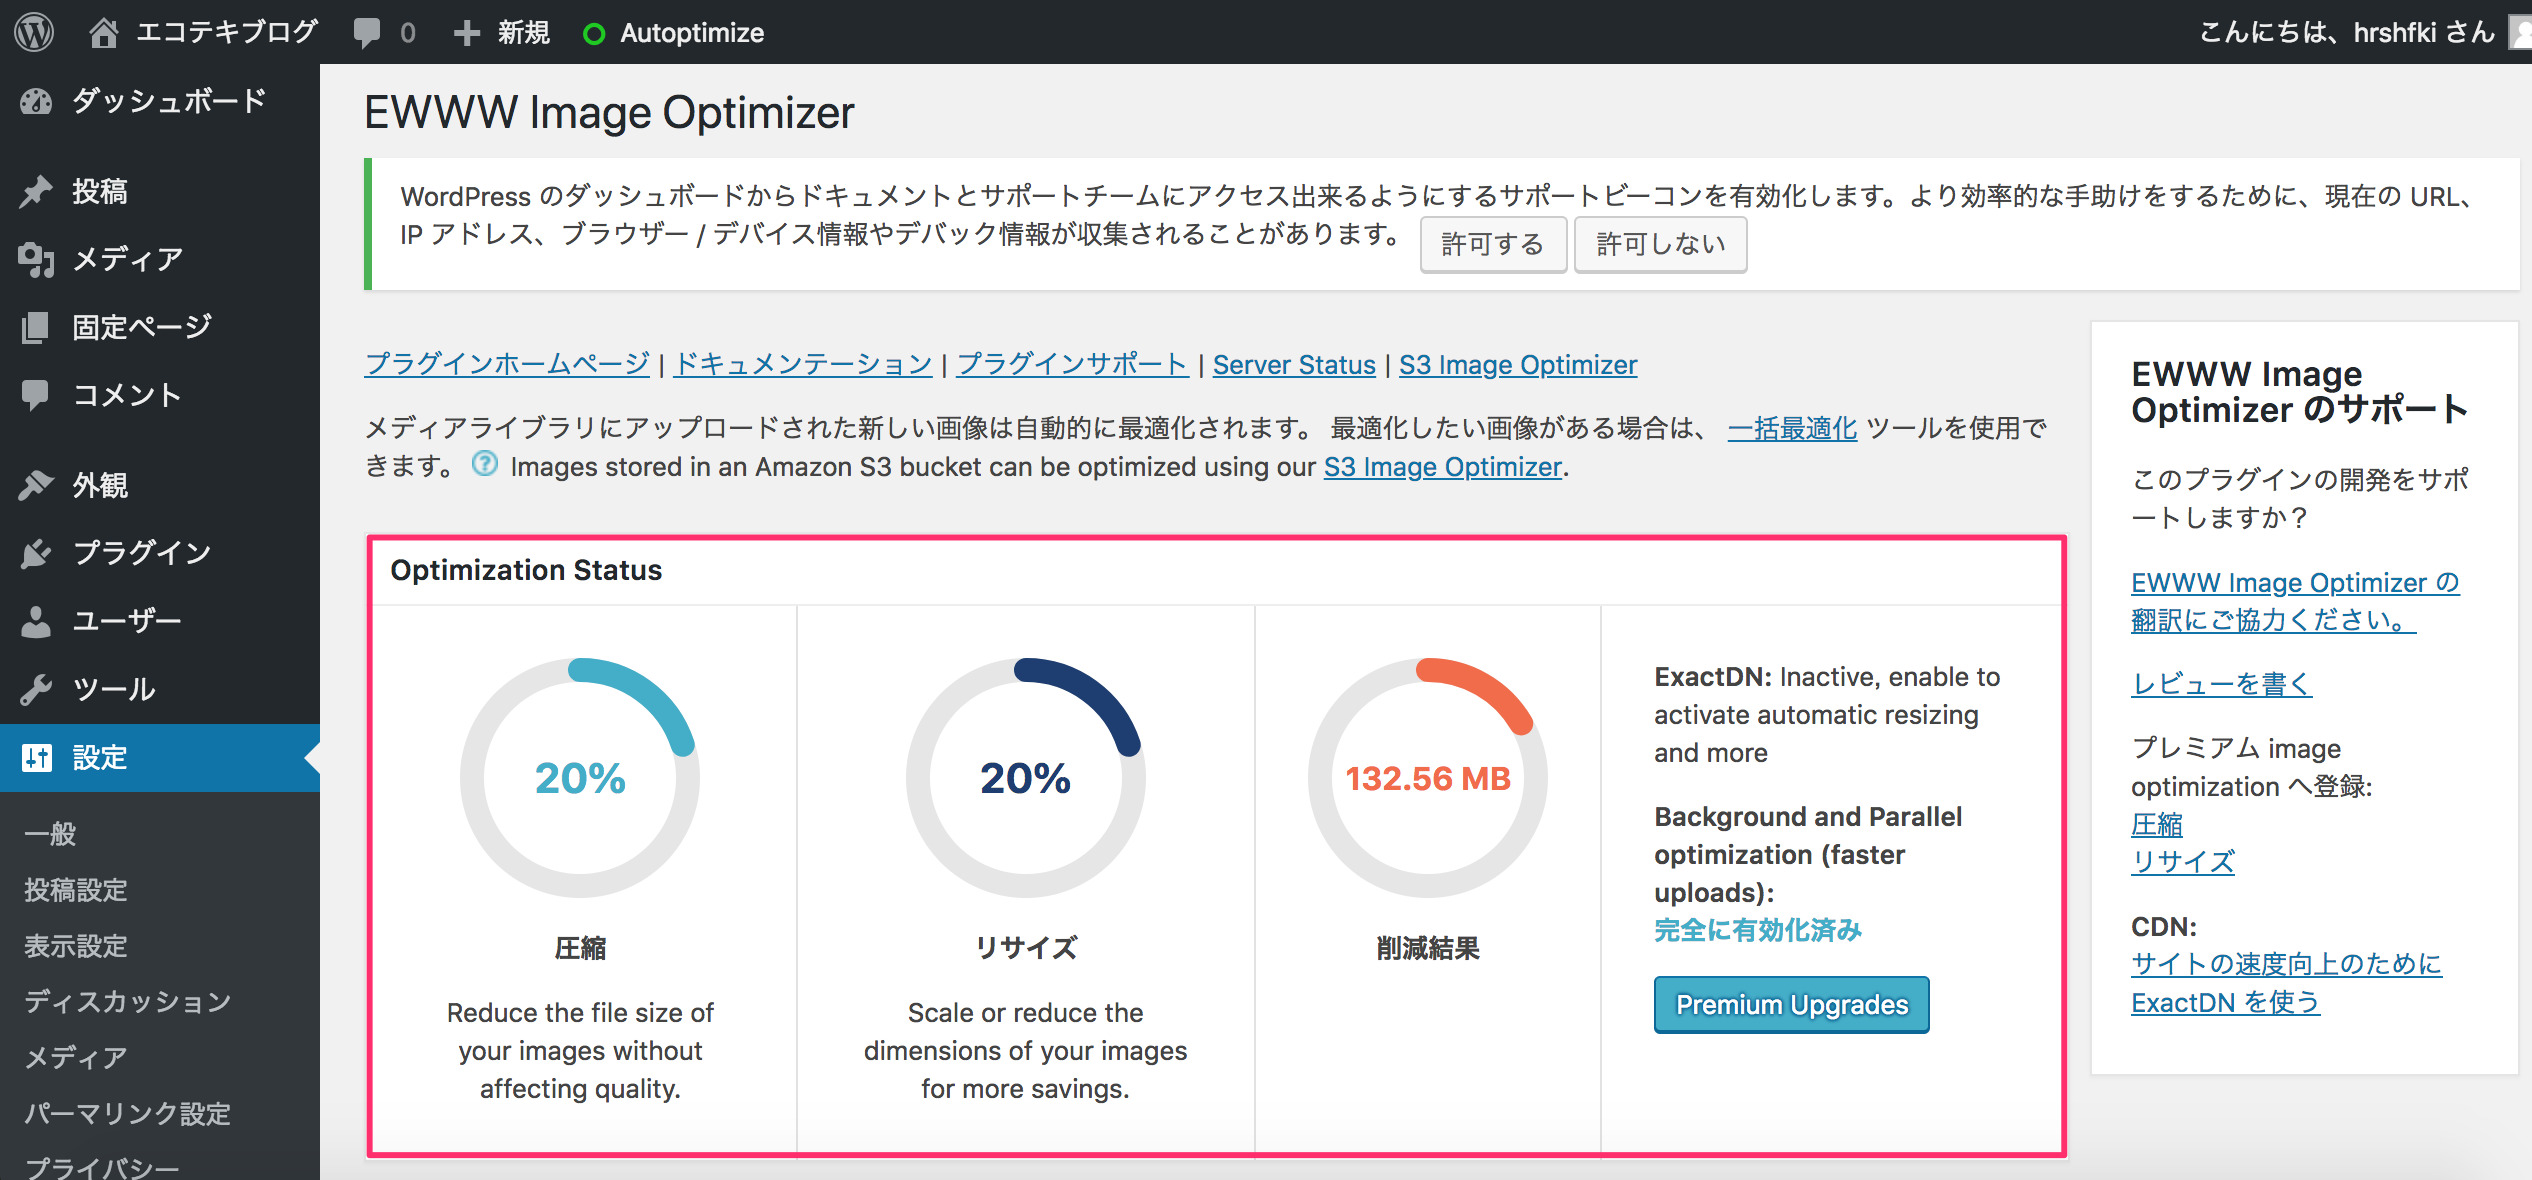 エコテキブログ 0 新規 Autoptimize こんにちは、hrshfki さん
ダッシュボード
投稿
メディア
固定ページ
コメント
外観
プラグイン
ユーザー
ツール
設定
一般
投稿設定
表示設定
ディスカッション
メディア
パーマリンク設定
プライバシー
EWWW Image Optimizer
WordPress のダッシュボードからドキュメントとサポートチームにアクセス出来るようにするサポートビーコンを有効化します。より効率的な手助けをするために、現在の URL、
IP アドレス、ブラウザー / デバイス情報やデバック情報が収集されることがあります。 許可する 許可しない
プラグインホームページ | ドキュメンテーション | プラグインサポート | Server Status | S3 Image Optimizer
メディアライブラリにアップロードされた新しい画像は自動的に最適化されます。 最適化したい画像がある場合は、 一括最適化 ツールを使用で
きます。 ? Images stored in an Amazon S3 bucket can be optimized using our S3 Image Optimizer.
Optimization Status
20%
圧縮
Reduce the file size of
your images without
affecting quality.
20%
リサイズ
Scale or reduce the
dimensions of your images
for more savings.
132.56 MB
削減結果
ExactDN: Inactive, enable to
activate automatic resizing
and more
Background and Parallel
optimization (faster
uploads):
完全に有効化済み
Premium Upgrades
EWWW Image
Optimizer のサポート
このプラグインの開発をサポ
ートしますか？
EWWW Image Optimizer の
翻訳にご協力ください。
レビューを書く
プレミアム image
optimization へ登録:
圧縮
リサイズ
CDN:
サイトの速度向上のために
ExactDN を使う